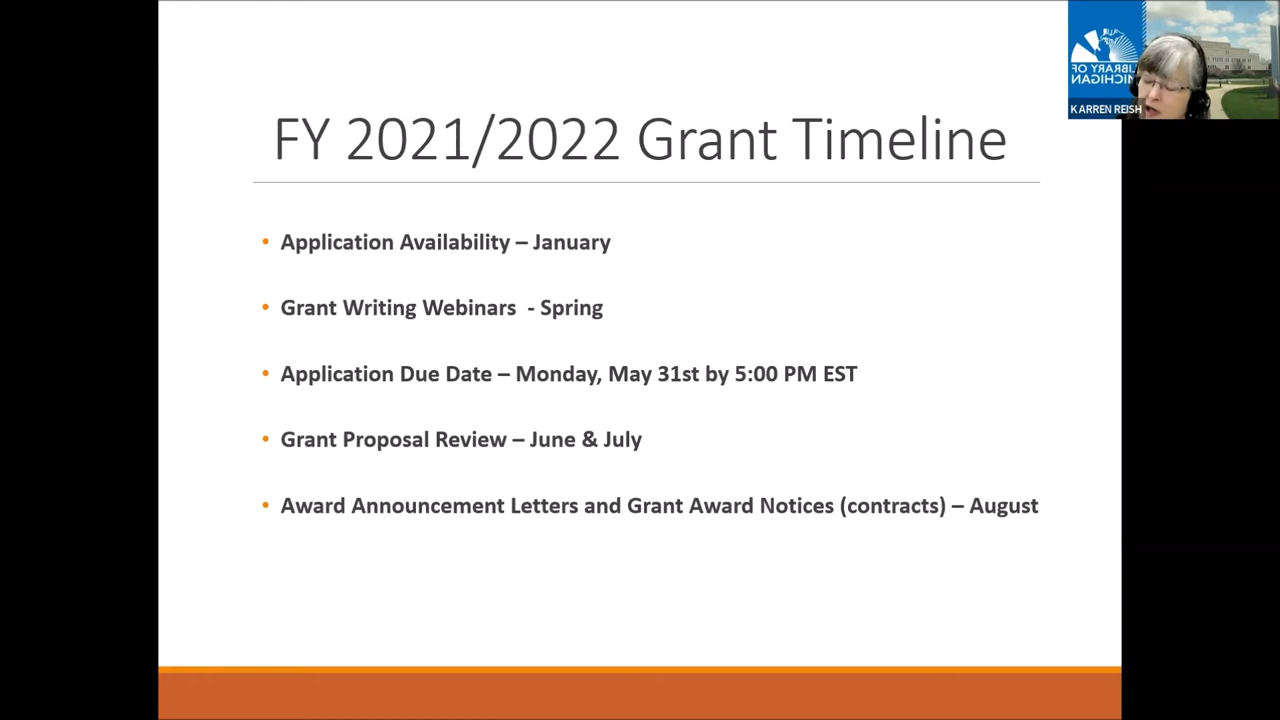 FY 2021/2022 Grant Timeline
• Application Availability – January
• Grant Writing Webinars - Spring
• Application Due Date – Monday, May 31st by 5:00 PM EST
• Grant Proposal Review – June & July
• Award Announcement Letters and Grant Award Notices (contracts) – August
LIBRARY OF
MICHIGAN
KARREN REISH